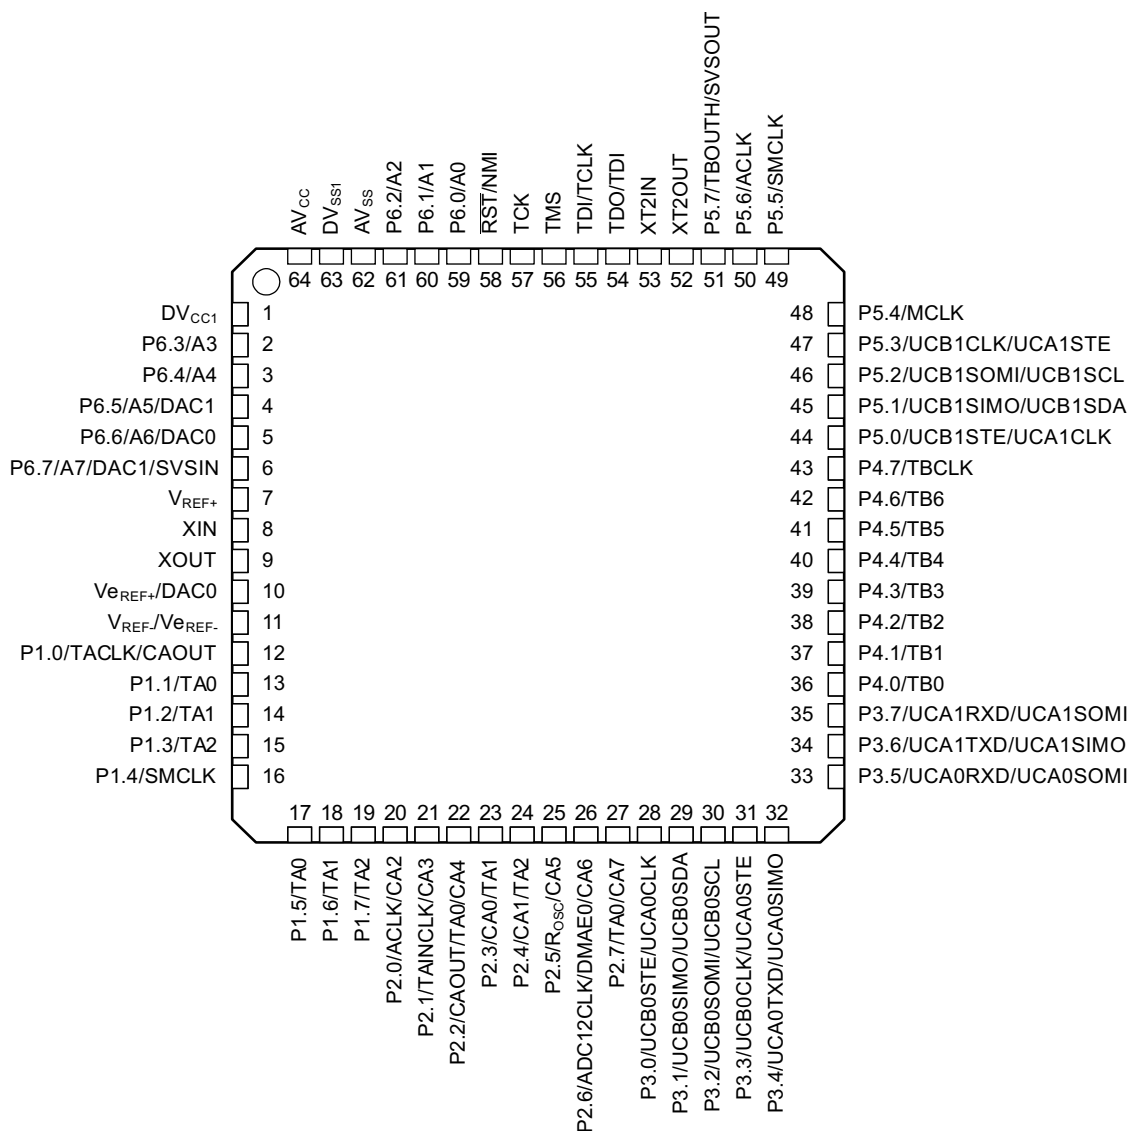 AVCC
DVSS1
AVSS
P6.2/A2
P6.1/A1
P6.0/A0
RST/NMI
TCK
TMS
TDI/TCLK
TDO/TDI
XT2IN
XT2OUT
P5.7/TBOUTH/SVSOUT
P5.6/ACLK
P5.5/SMCLK
64 63 62 61 60 59 58 57 56 55 54 53 52 51 50 49
DVCC1 1
P6.3/A3 2
P6.4/A4 3
P6.5/A5/DAC1 4
P6.6/A6/DAC0 5
P6.7/A7/DAC1/SVSIN 6
VREF+ 7
XIN 8
XOUT 9
VeREF+/DAC0 10
VREF-/VeREF- 11
P1.0/TACLK/CAOUT 12
P1.1/TA0 13
P1.2/TA1 14
P1.3/TA2 15
P1.4/SMCLK 16
48 P5.4/MCLK
47 P5.3/UCB1CLK/UCA1STE
46 P5.2/UCB1SOMI/UCB1SCL
45 P5.1/UCB1SIMO/UCB1SDA
44 P5.0/UCB1STE/UCA1CLK
43 P4.7/TBCLK
42 P4.6/TB6
41 P4.5/TB5
40 P4.4/TB4
39 P4.3/TB3
38 P4.2/TB2
37 P4.1/TB1
36 P4.0/TB0
35 P3.7/UCA1RXD/UCA1SOMI
34 P3.6/UCA1TXD/UCA1SIMO
33 P3.5/UCA0RXD/UCA0SOMI
17 18 19 20 21 22 23 24 25 26 27 28 29 30 31 32
P1.5/TA0
P1.6/TA1
P1.7/TA2
P2.0/ACLK/CA2
P2.1/TAINCLK/CA3
P2.2/CAOUT/TA0/CA4
P2.3/CA0/TA1
P2.4/CA1/TA2
P2.5/ROSC/CA5
P2.6/ADC12CLK/DMAE0/CA6
P2.7/TA0/CA7
P3.0/UCB0STE/UCA0CLK
P3.1/UCB0SIMO/UCB0SDA
P3.2/UCB0SOMI/UCB0SCL
P3.3/UCB0CLK/UCA0STE
P3.4/UCA0TXD/UCA0SIMO